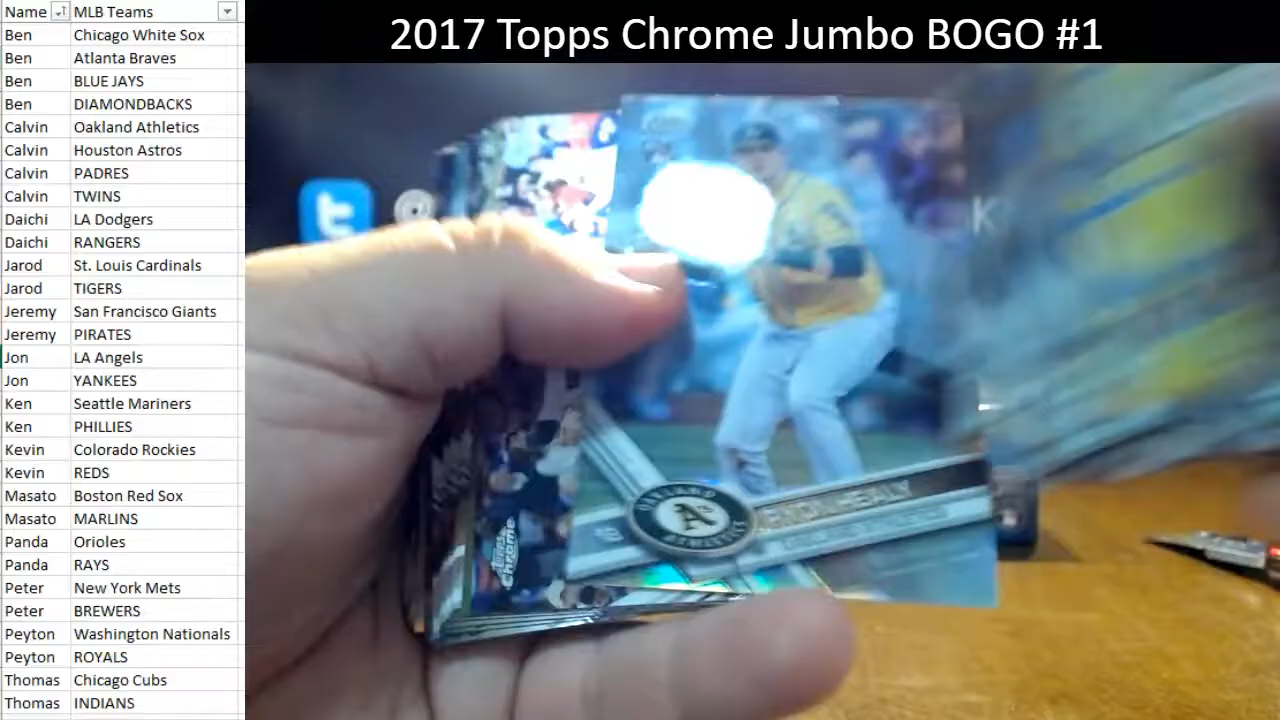 Name MLB Teams
Ben Chicago White Sox
Ben Atlanta Braves
Ben BLUE JAYS
Ben DIAMONDBACKS
Calvin Oakland Athletics
Calvin Houston Astros
Calvin PADRES
Calvin TWINS
Daichi LA Dodgers
Daichi RANGERS
Jarod St. Louis Cardinals
Jarod TIGERS
Jeremy San Francisco Giants
Jeremy PIRATES
Jon LA Angels
Jon YANKEES
Ken Seattle Mariners
Ken PHILLIES
Kevin Colorado Rockies
Kevin REDS
Masato Boston Red Sox
Masato MARLINS
Panda Orioles
Panda RAYS
Peter New York Mets
Peter BREWERS
Peyton Washington Nationals
Peyton ROYALS
Thomas Chicago Cubs
Thomas INDIANS
2017 Topps Chrome Jumbo BOGO #1
@
K
OAKLAND
A's
ATHLETICS
Topps
Chrome